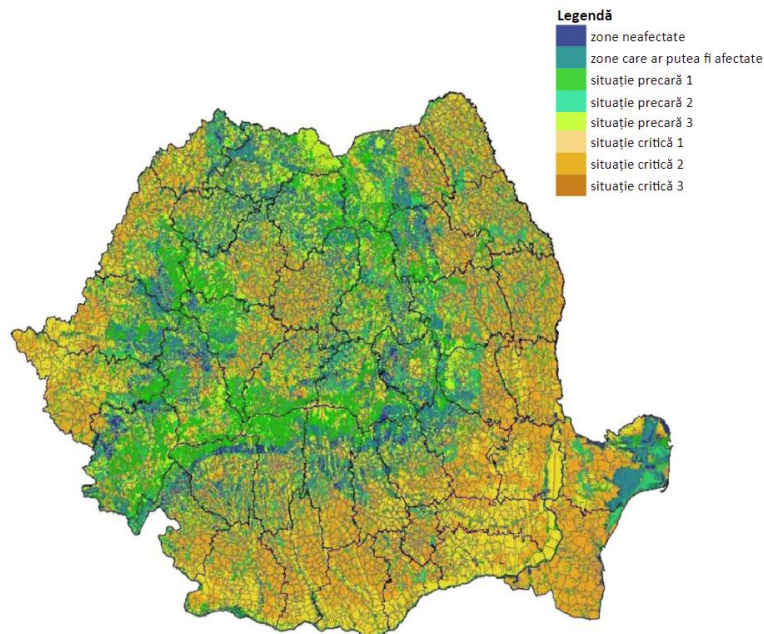 Legendă
zone neafectate
zone care ar putea fi afectate
situație precară 1
situație precară 2
situație precară 3
situație critică 1
situație critică 2
situație critică 3